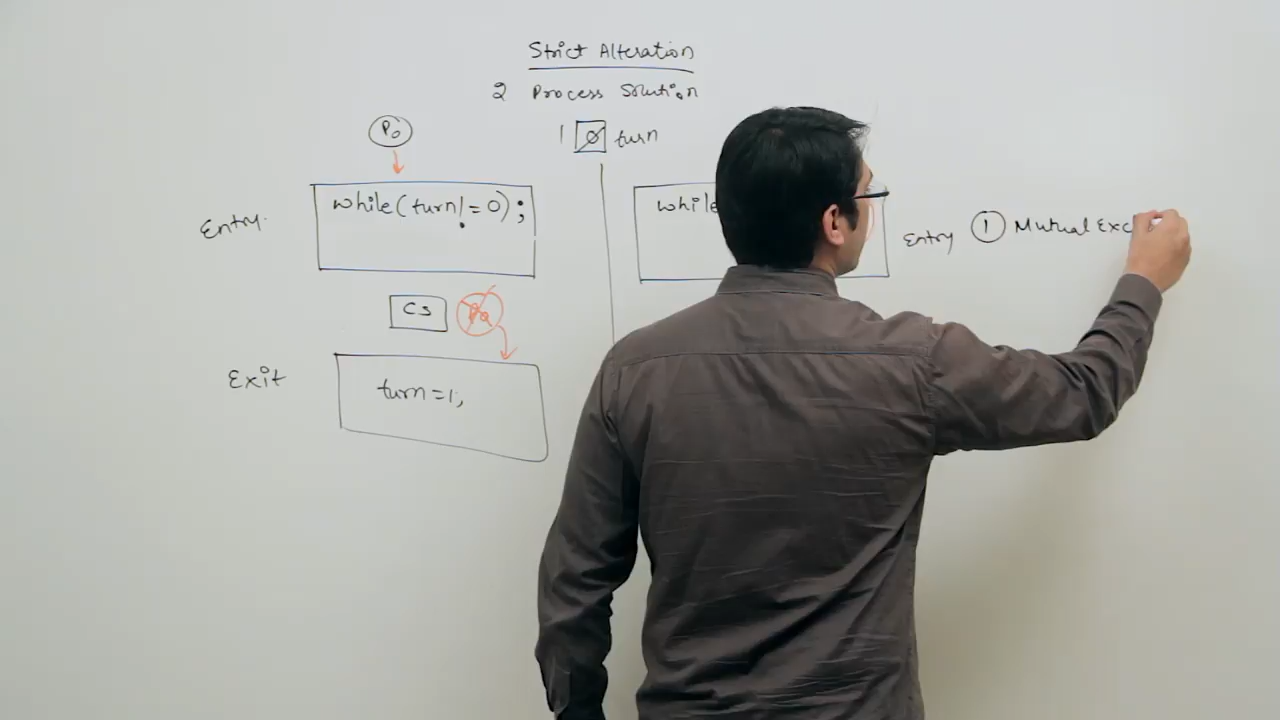 Strict Alteration
2 Process Solution
P0
1 0 turn
Entry
while(turn!=0);
while
Entry
1 Mutual Exc
CS
Exit
turn=1;